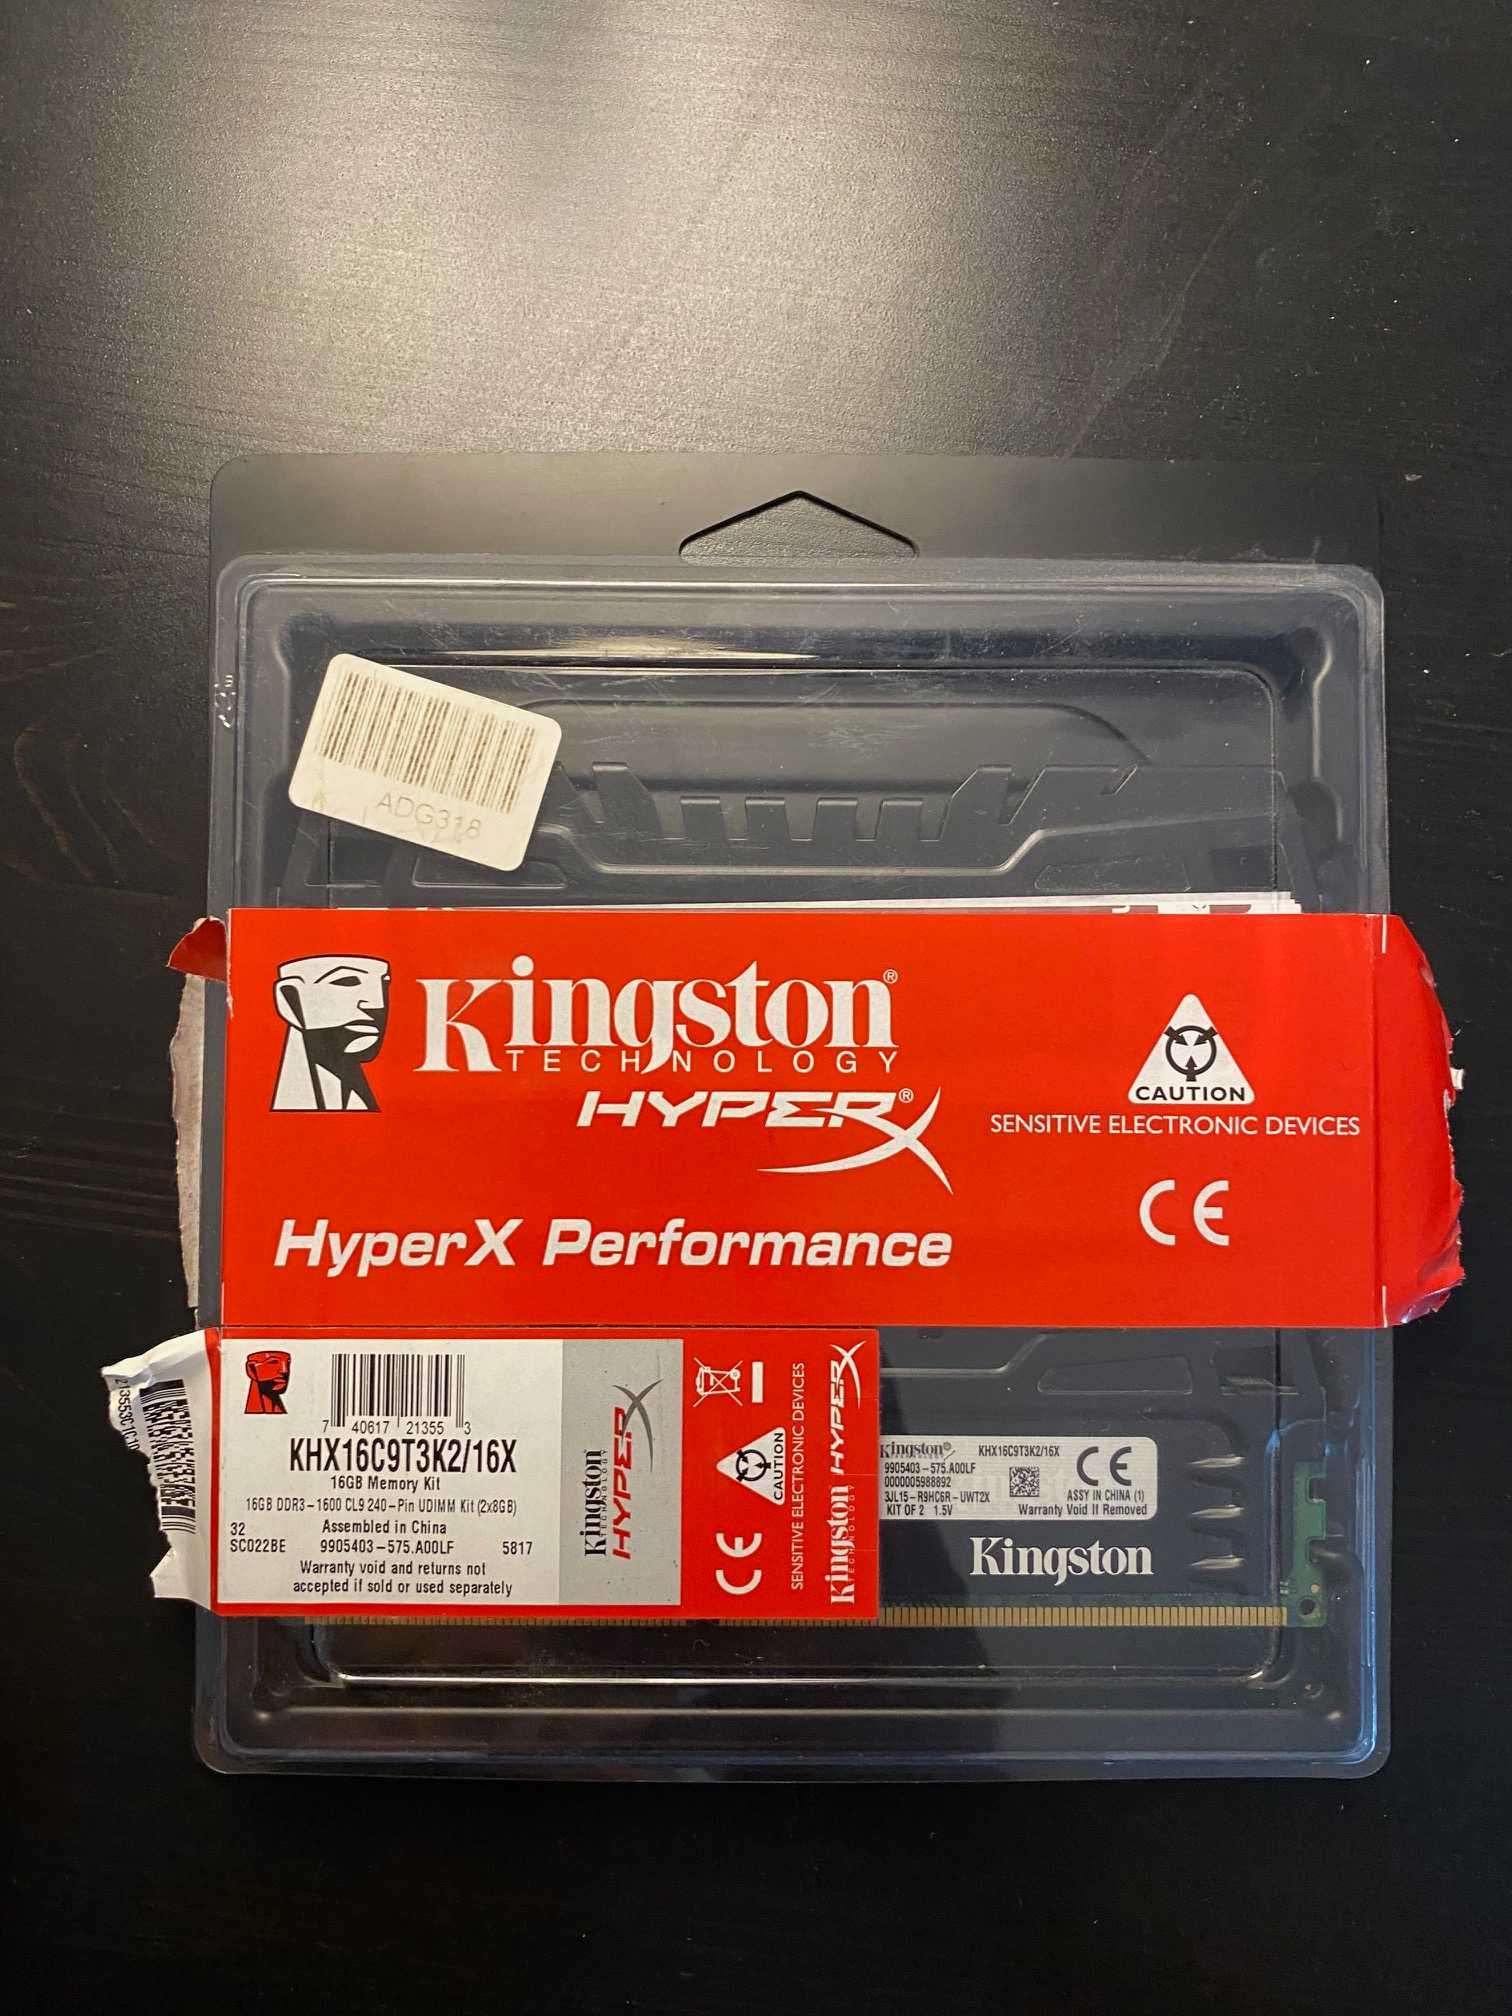 ADG318
Kingston®
TECHNOLOGY
HYPERX®
HyperX Performance
CAUTION
SENSITIVE ELECTRONIC DEVICES
CE
7 40617 21355 3
KHX16C9T3K2/16X
16GB Memory Kit
16GB DDR3-1600 CL9 240-Pin UDIMM Kit (2x8GB)
32
Assembled in China
SC022BE 9905403-575.A00LF 5817
Warranty void and returns not
accepted if sold or used separately
Kingston
TECHNOLOGY
HYPERX
CE
CAUTION
SENSITIVE ELECTRONIC DEVICES
Kingston HYPERX
TECHNOLOGY
Kingston® KHX16C9T3K2/16X CE
9905403-575.A00LF
0000005988892
3JL15-R9HC6R-UWT2X ASSY IN CHINA (1)
KIT OF 2 1.5V Warranty Void If Removed
Kingston